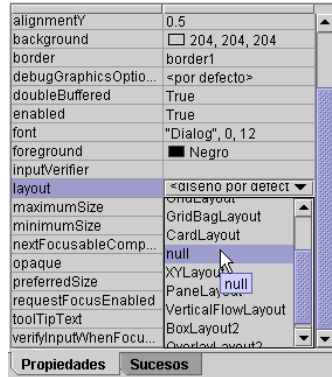 alignmentY 0.5
background 204, 204, 204
border border1
debugGraphicsOptio... <por defecto>
doubleBuffered True
enabled True
font "Dialog", 0, 12
foreground Negro
inputVerifier
layout <diseño por defect
maximumSize GridLayout
minimumSize GridBagLayout
nextFocusableComp... CardLayout
opaque null
preferredSize XYLayout
requestFocusEnabled PaneLayout
null
toolTipText VerticalFlowLayout
verifyInputWhenFocu... BoxLayout2
OverlayLayout2
Propiedades Sucesos